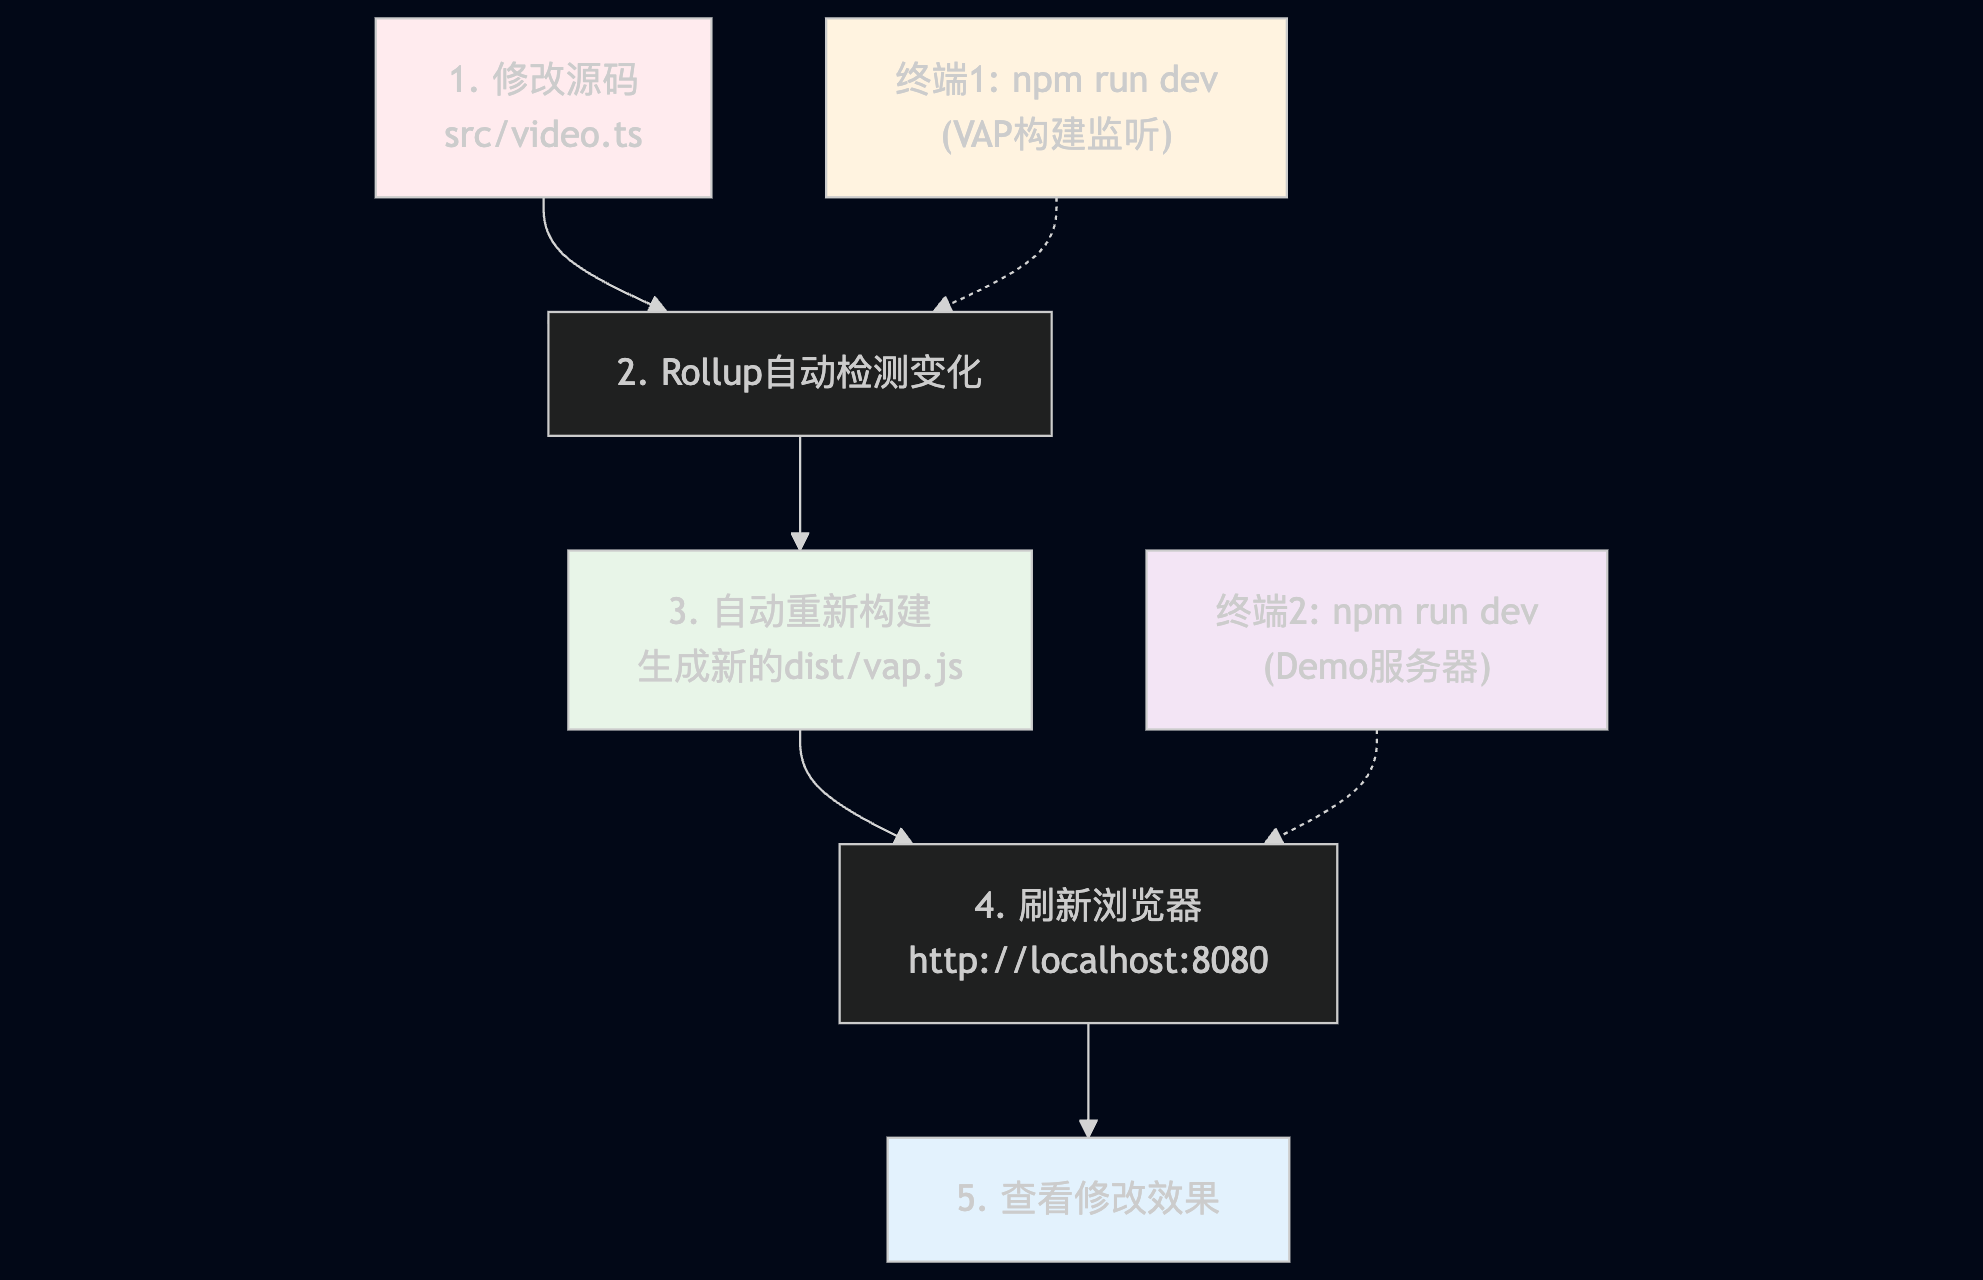 1. 修改源码
src/video.ts
终端1: npm run dev
(VAP构建监听)
2. Rollup自动检测变化
3. 自动重新构建
生成新的dist/vap.js
终端2: npm run dev
(Demo服务器)
4. 刷新浏览器
http://localhost:8080
5. 查看修改效果